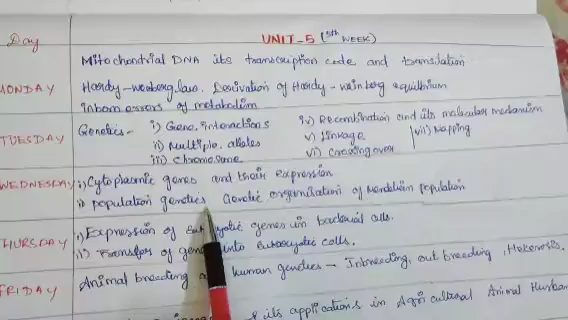 Day
UNIT-5 (5th WEEK)
MONDAY
Mitochondrial DNA its transcription code and translation
Hardy-weinberg law. Derivation of Hardy-weinberg equilibrium
inborn errors of metabolism
TUESDAY
Genetics - i) Gene interactions
ii) Multiple alleles
iii) chromosome
iv) Recombination and its molecular mechanism
v) linkage
vi) crossing over
vii) Mapping
WEDNESDAY
i) Cytoplasmic genes and their expression
ii) population genetics Genetic organisation of Mendelian population
THURSDAY
i) Expression of genes in bacterial cells.
ii) Transfer of into Eukaryotic cells.
FRIDAY
Animal breeding human genetics - Inbreeding, out breeding, Heterosis.
& its applications in Agricultural Animal